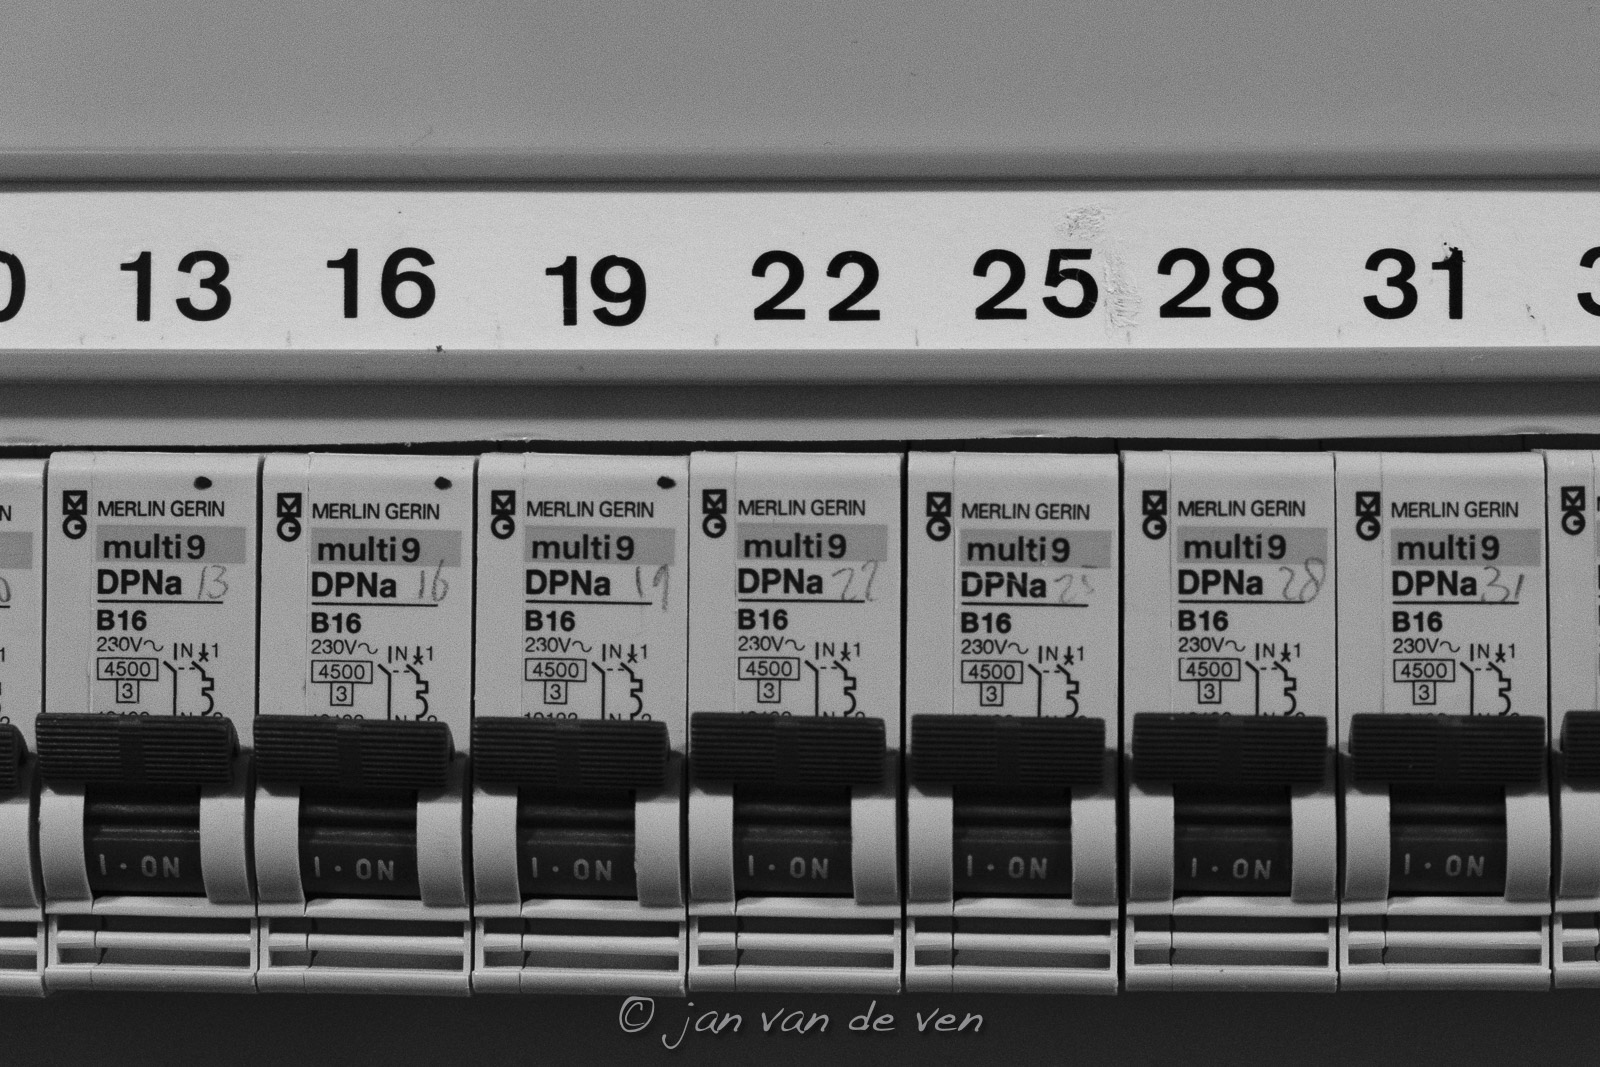 0 13 16 19 22 25 28 31 3
MERLIN GERIN
multi 9
DPNa 13
B16
230V~ IN 1
4500
3
I · ON
MERLIN GERIN
multi 9
DPNa 16
B16
230V~ IN 1
4500
3
I · ON
MERLIN GERIN
multi 9
DPNa 19
B16
230V~ IN 1
4500
3
I · ON
MERLIN GERIN
multi 9
DPNa 22
B16
230V~ IN 1
4500
3
I · ON
MERLIN GERIN
multi 9
DPNa 25
B16
230V~ IN 1
4500
3
I · ON
MERLIN GERIN
multi 9
DPNa 28
B16
230V~ IN 1
4500
3
I · ON
MERLIN GERIN
multi 9
DPNa 31
B16
230V~ IN 1
4500
3
I · ON
© jan van de ven